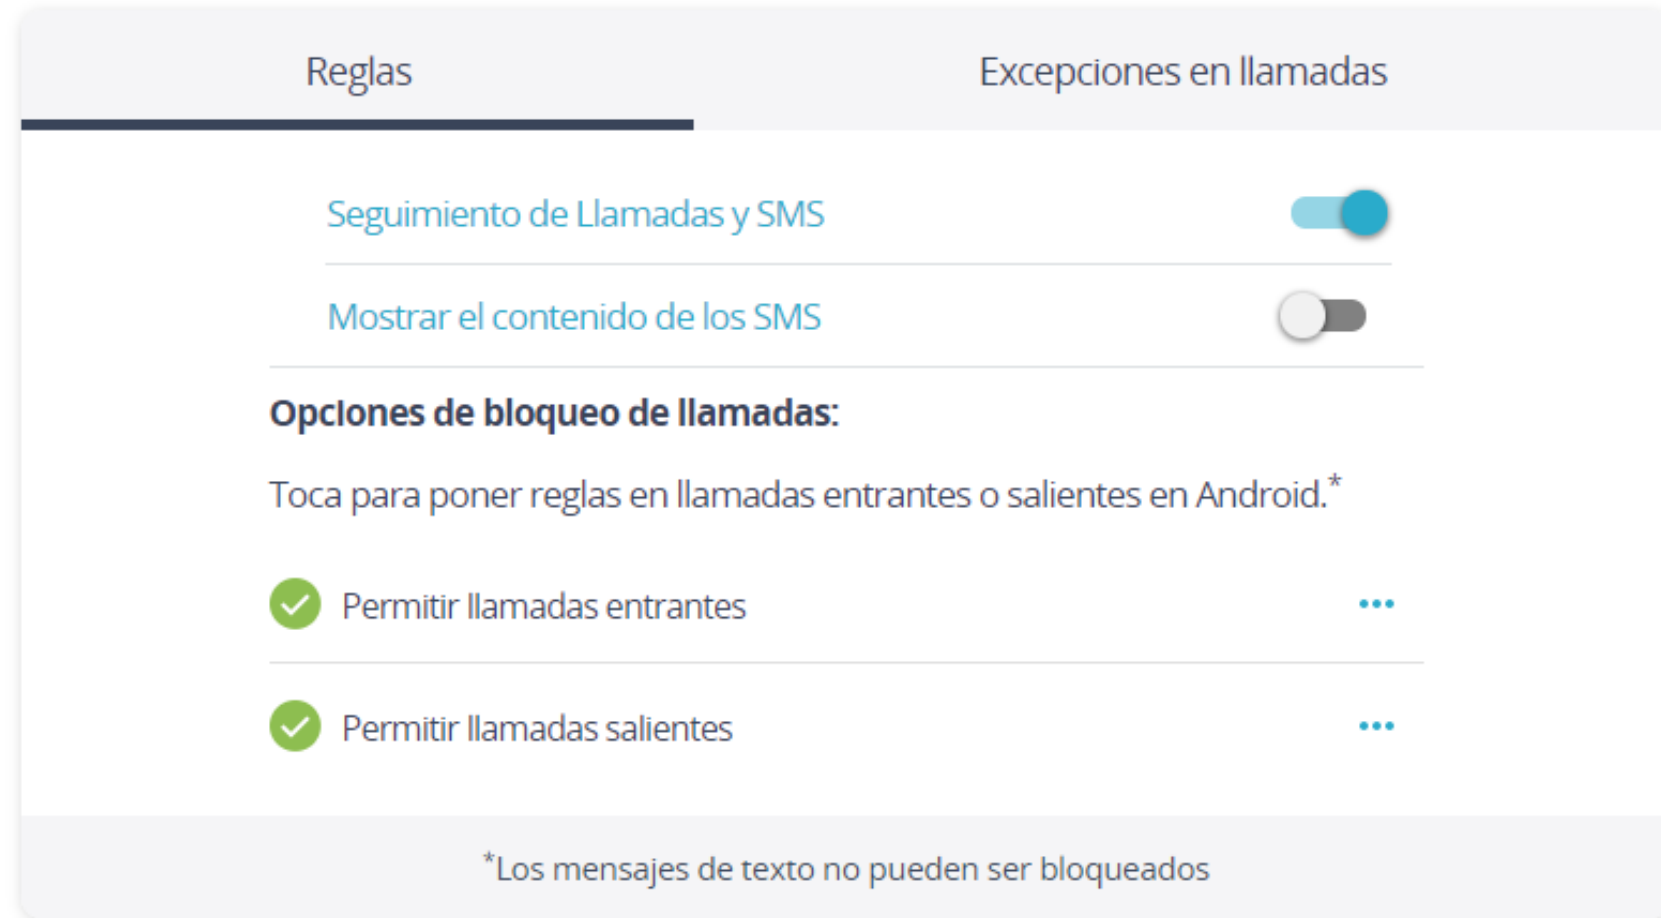 Reglas
Excepciones en llamadas
Seguimiento de Llamadas y SMS
Mostrar el contenido de los SMS
Opciones de bloqueo de llamadas:
Toca para poner reglas en llamadas entrantes o salientes en Android.*
Permitir llamadas entrantes
Permitir llamadas salientes
*Los mensajes de texto no pueden ser bloqueados